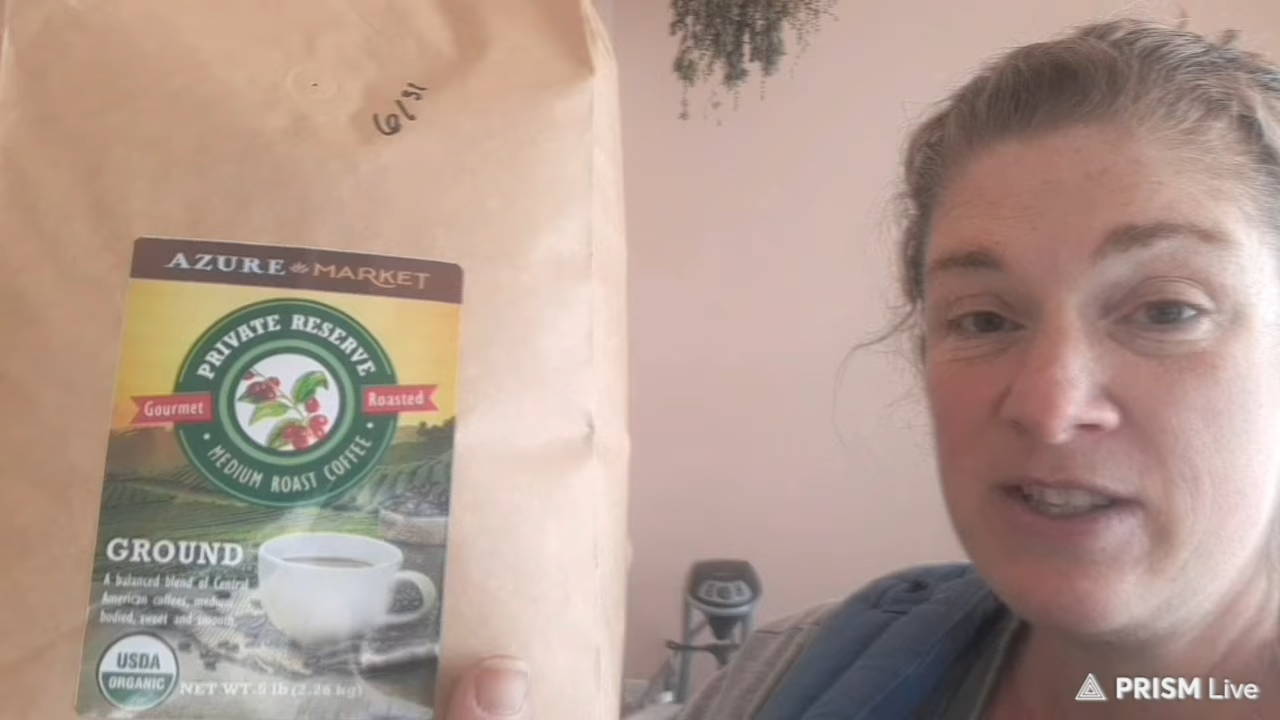 6/31
AZURE MARKET
PRIVATE RESERVE
Gourmet
Roasted
MEDIUM ROAST COFFEE
GROUND
A balanced blend of Central
American coffees, medium
bodied, sweet and smooth.
USDA
ORGANIC
NET WT. 5 lb (2.26 kg)
PRISM Live